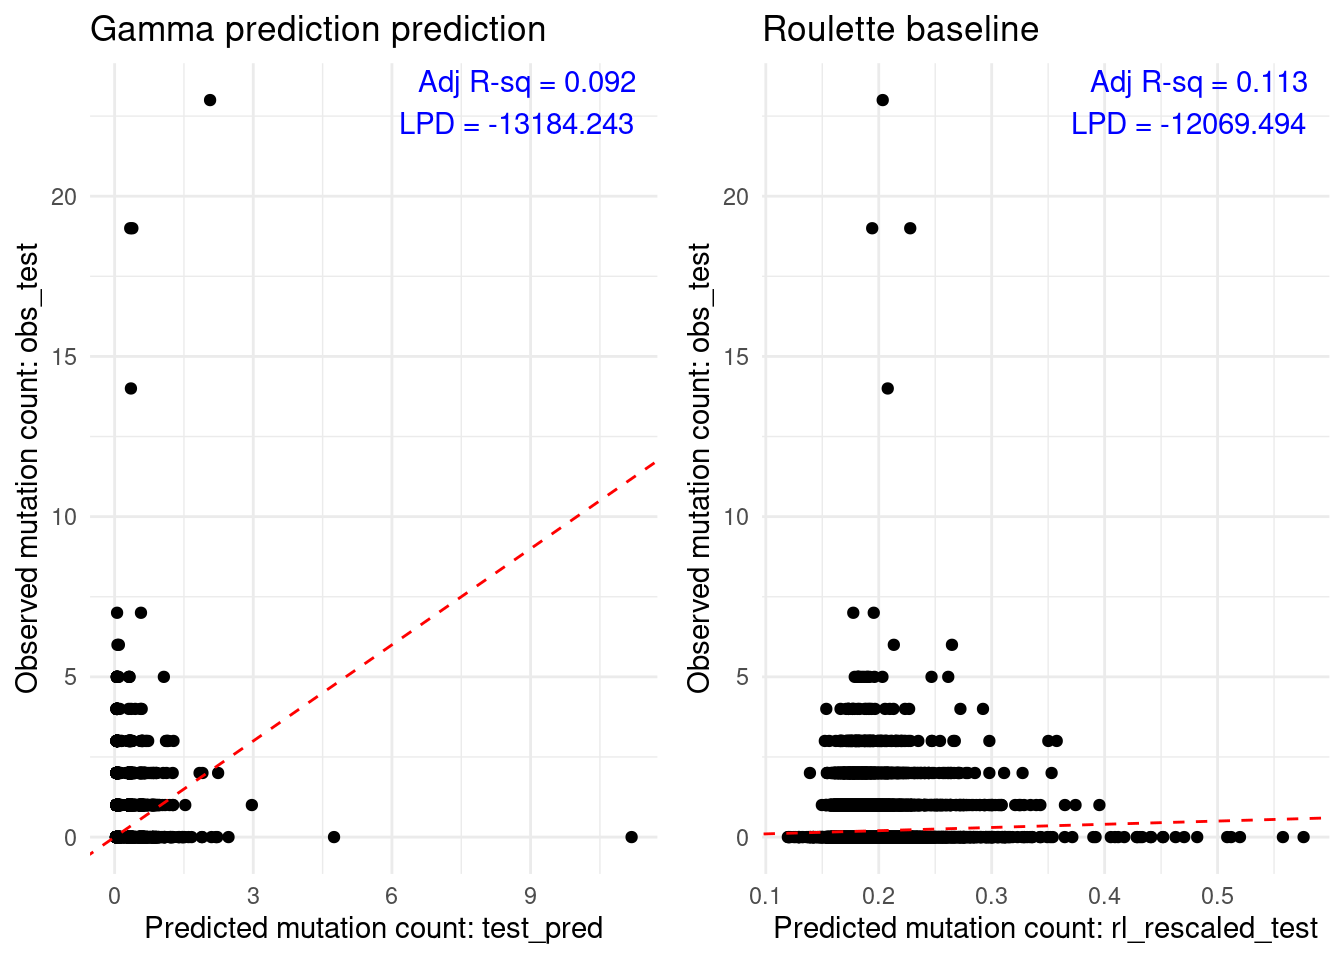 Gamma prediction prediction
Adj R-sq = 0.092
LPD = -13184.243
Observed mutation count: obs_test
20
15
10
5
0
0 3 6 9
Predicted mutation count: test_pred
Roulette baseline
Adj R-sq = 0.113
LPD = -12069.494
Observed mutation count: obs_test
20
15
10
5
0
0.1 0.2 0.3 0.4 0.5
Predicted mutation count: rl_rescaled_test